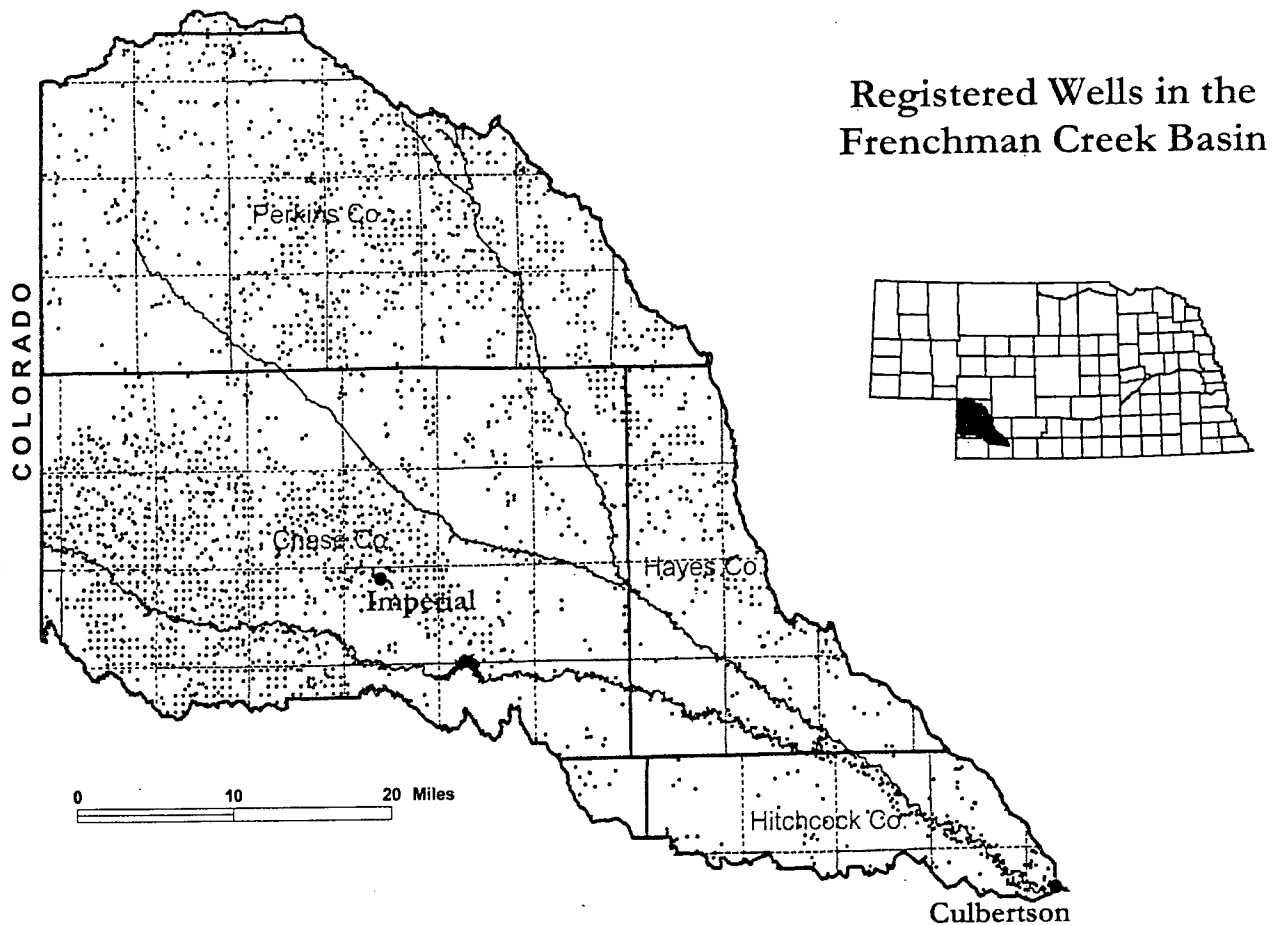 Registered Wells in the
Frenchman Creek Basin
COLORADO
Perkins Co.
Chase Co.
Imperial
Hayes Co.
0 10 20 Miles
Hitchcock Co.
Culbertson